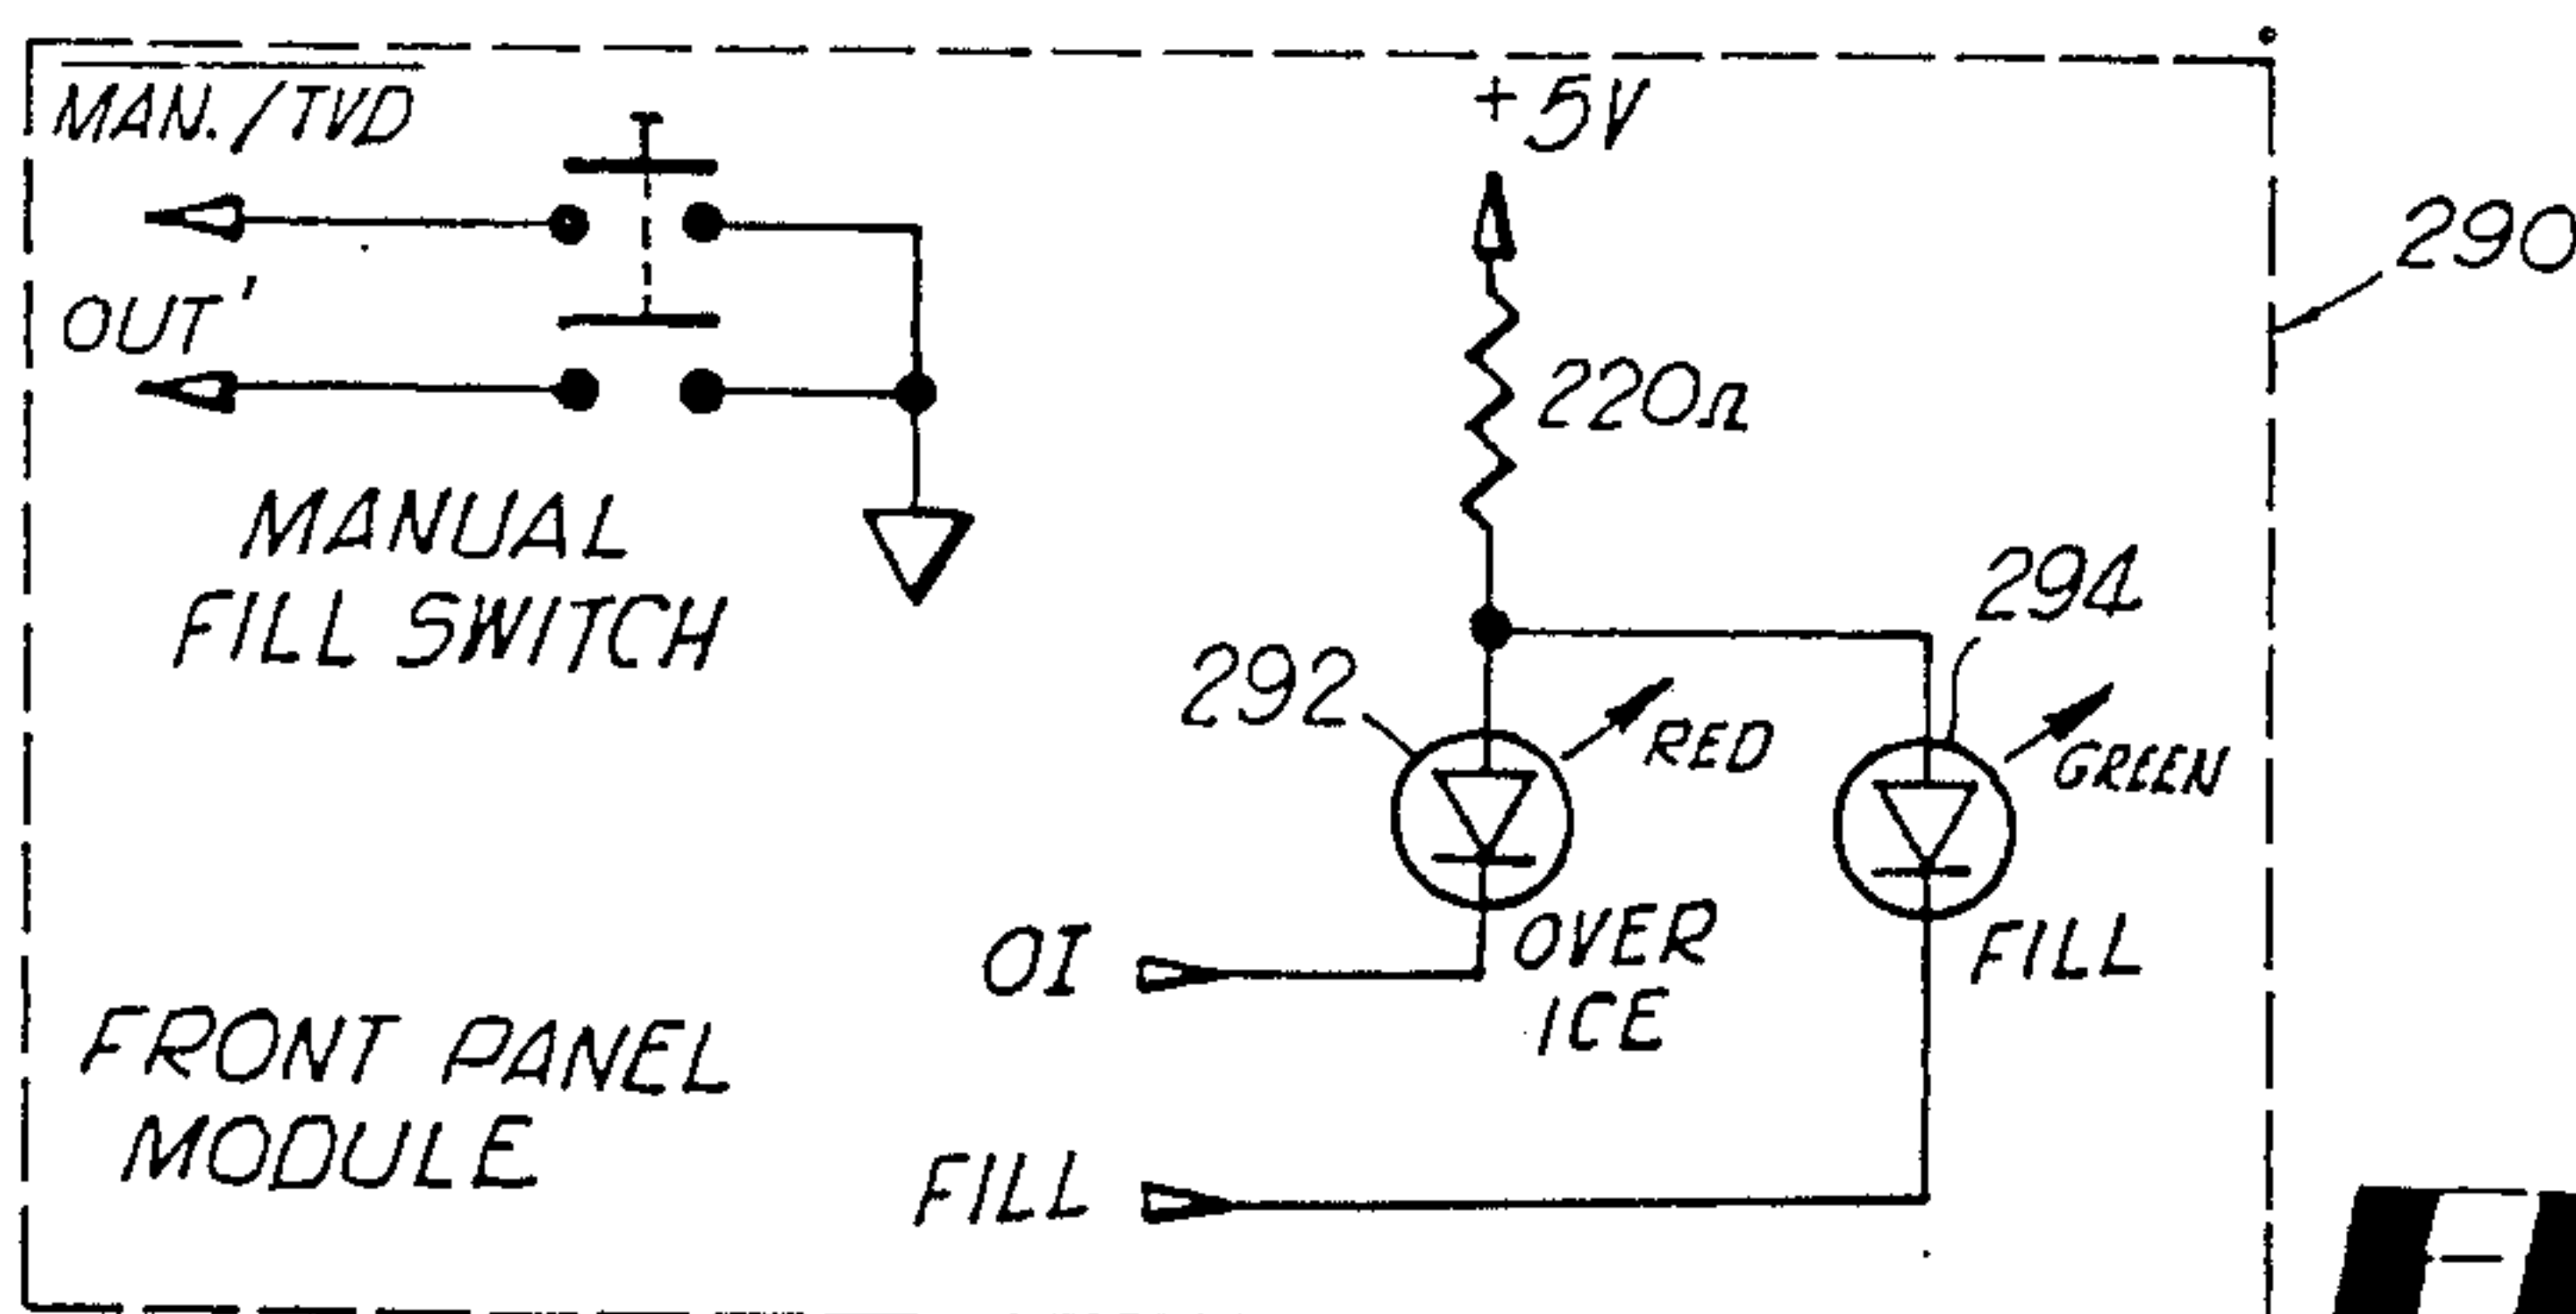 MAN./TVD
+5V
290
OUT'
220Ω
MANUAL
FILL SWITCH
294
292
RED
GREEN
OI
OVER
ICE
FILL
FRONT PANEL
MODULE
FILL